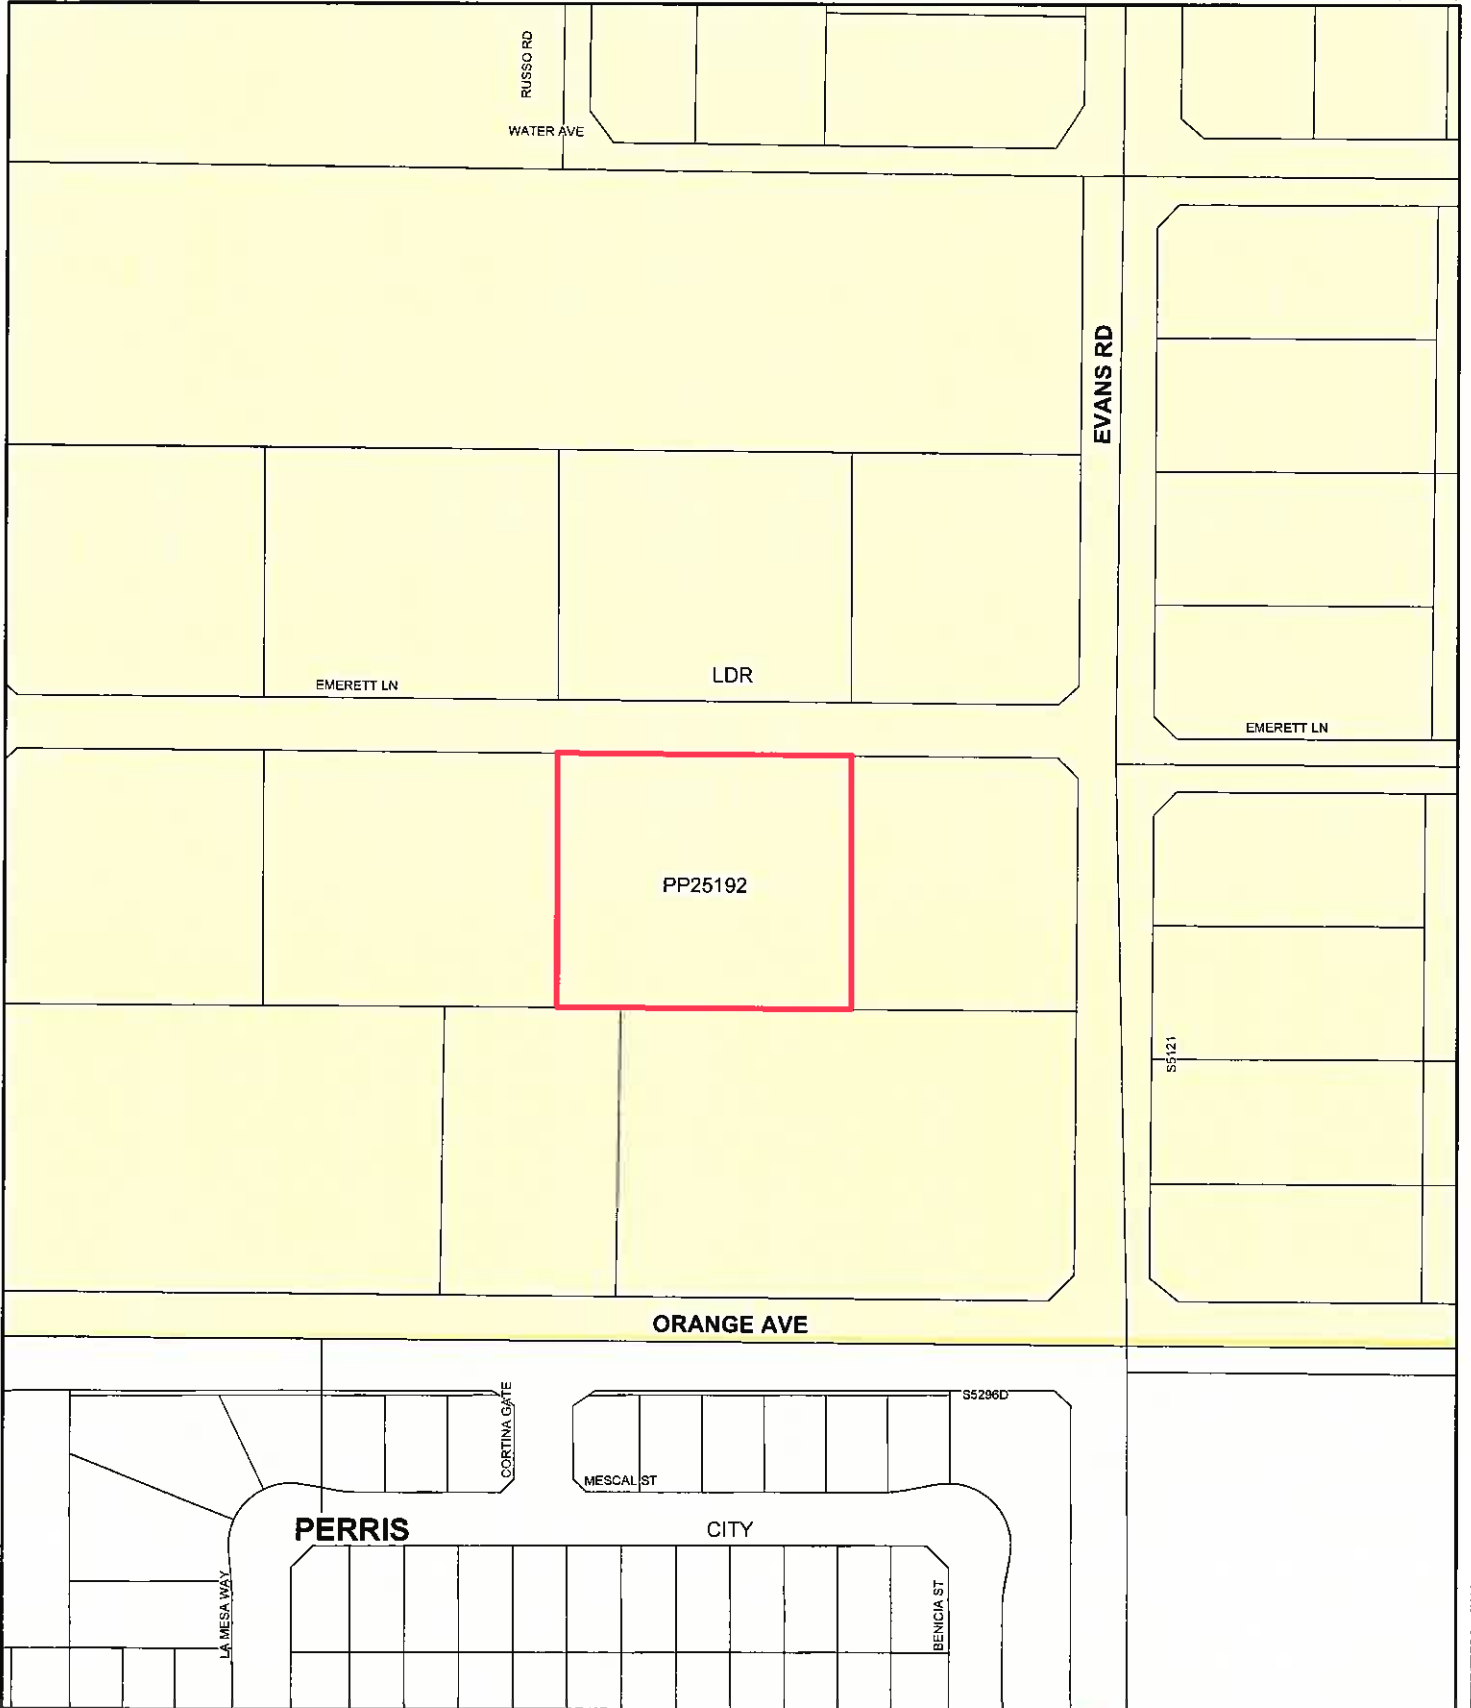 RUSSO RD
WATER AVE
EVANS RD
LDR
EMERETT LN
EMERETT LN
PP25192
S5121
ORANGE AVE
CORTINA GATE
S5296D
MESCAL ST
PERRIS
CITY
LA MESA WAY
BENICIA ST